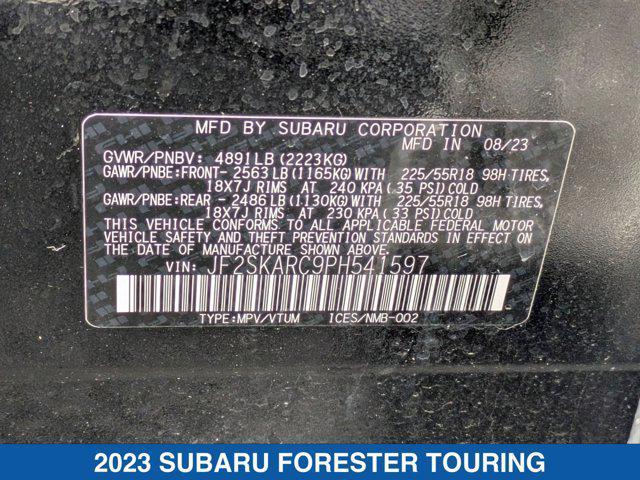 MFD BY SUBARU CORPORATION
MFD IN 08/23
GVWR/PNBV: 4891LB (2223KG)
GAWR/PNBE:FRONT- 2563 LB (1165KG)WITH 225/55R18 98H TIRES,
18X7J RIMS AT 240 KPA (35 PSI)COLD
GAWR/PNBE:REAR - 2486 LB (1130KG)WITH 225/55R18 98H TIRES,
18X7J RIMS AT 230 KPA (33 PSI)COLD
THIS VEHICLE CONFORMS TO ALL APPLICABLE FEDERAL MOTOR
VEHICLE SAFETY AND THEFT PREVENTION STANDARDS IN EFFECT ON
THE DATE OF MANUFACTURE SHOWN ABOVE.
VIN: JF2SKARC9PH541597
TYPE:MPV/VTUM ICES/NMB-002
2023 SUBARU FORESTER TOURING